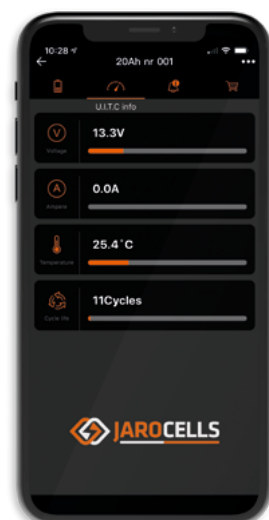 10:28
20Ah nr 001
U.I.T.C info
V
13.3V
Voltage
A
0.0A
Ampere
25.4°C
Temperature
11Cycles
Cycle life
JAROCELLS